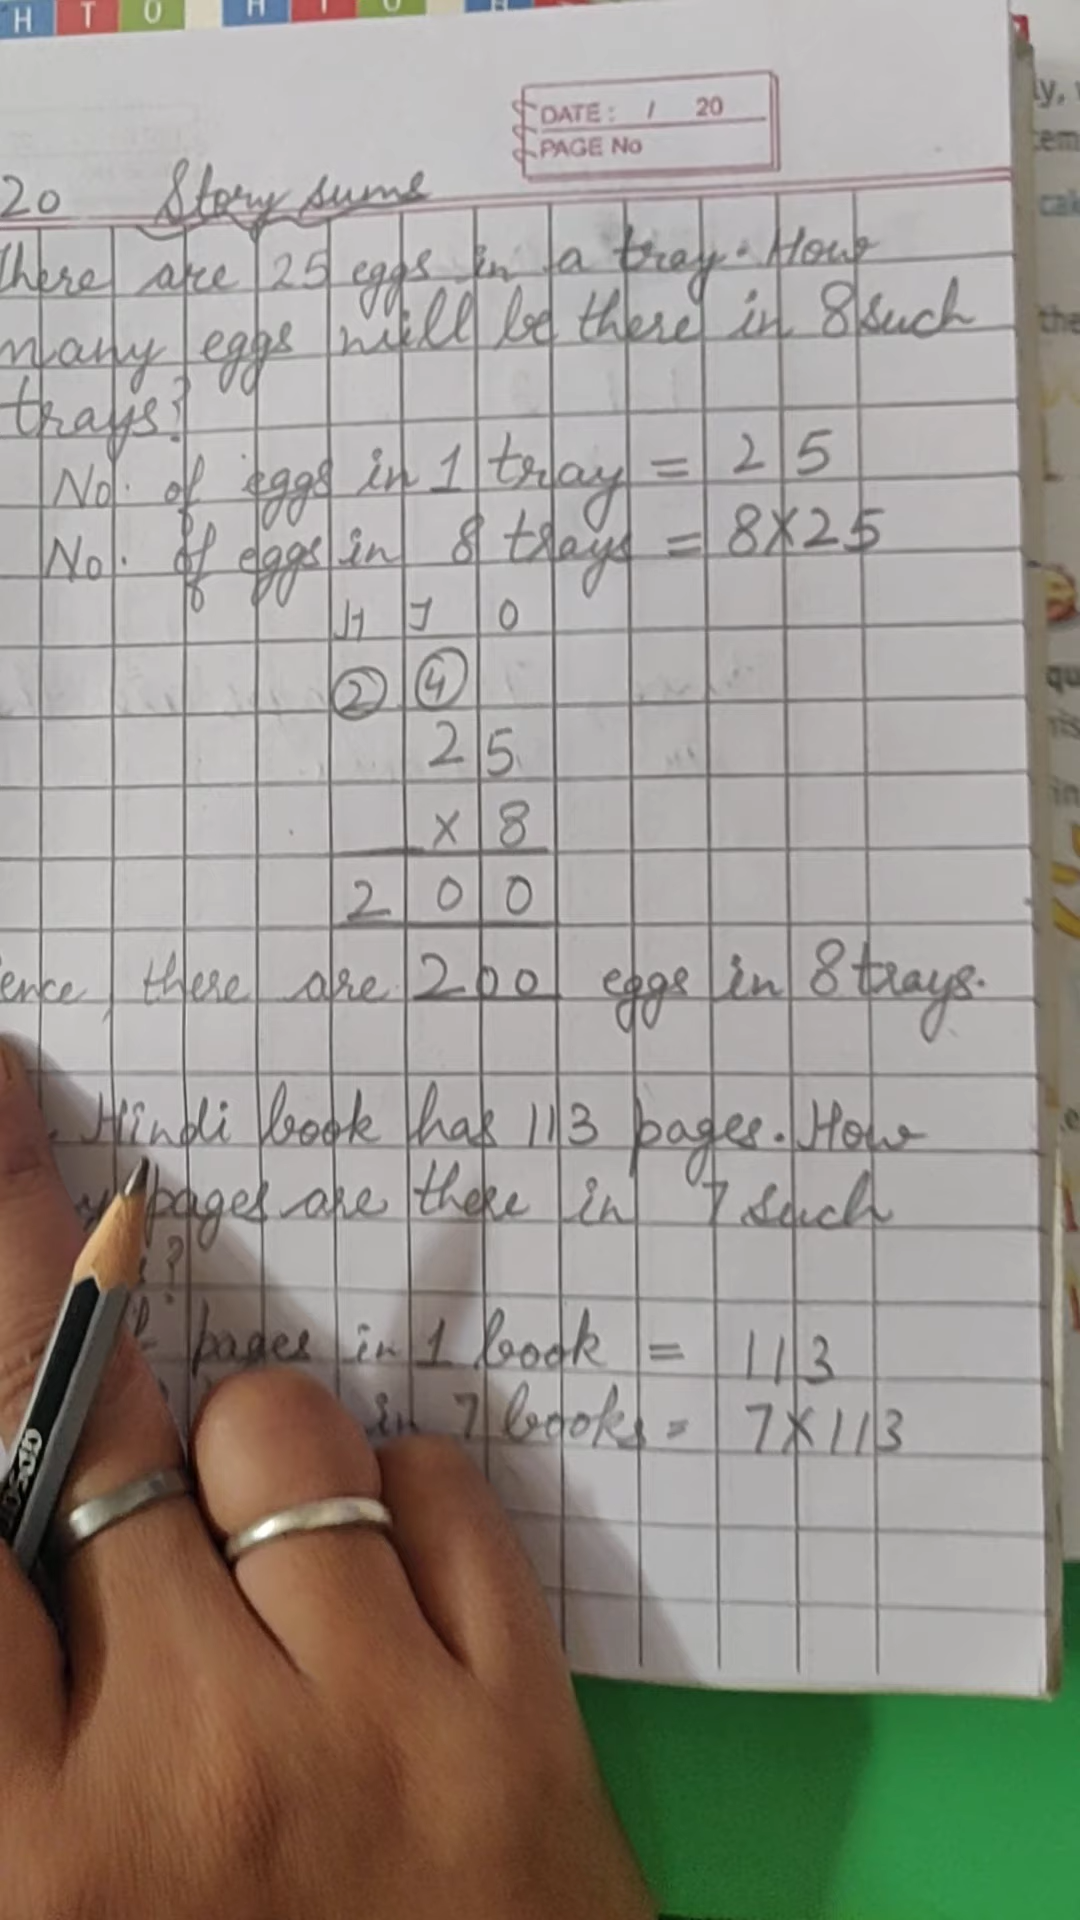 H T O H T O H
DATE: / 20
PAGE No
20 Story sums
There are 25 eggs in a tray. How
many eggs will be there in 8 such
trays?
No. of eggs in 1 tray = 25
No. of eggs in 8 trays = 8×25
H T O
2 4
25
× 8
200
ence, there are 200 eggs in 8 trays.
Hindi book has 113 pages. How
pages are there in 7 such
?
pages in 1 book = 113
in 7 books = 7×113